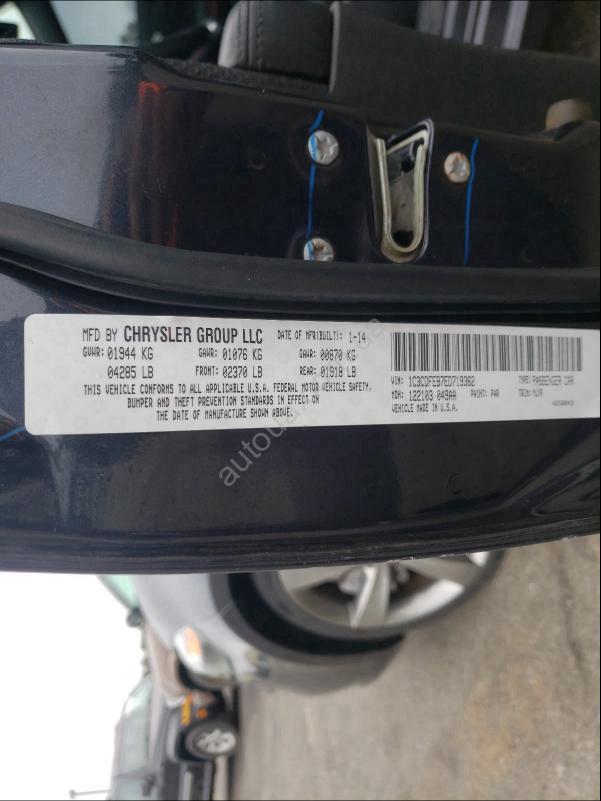 MFD BY CHRYSLER GROUP LLC DATE OF MFR(BUILT): 1-14
GVWR: 01944 KG GAWR: 01076 KG GAWR: 00870 KG
04285 LB FRONT: 02370 LB REAR: 01918 LB
THIS VEHICLE CONFORMS TO ALL APPLICABLE U.S.A. FEDERAL MOTOR VEHICLE SAFETY,
BUMPER AND THEFT PREVENTION STANDARDS IN EFFECT ON
THE DATE OF MANUFACTURE SHOWN ABOVE.
VIN: 1C3CDFEB7ED719362 TYPE: PASSENGER CAR
MDH: 122103 049AA PAINT: PAR TRIM: MLX9
VEHICLE MADE IN U.S.A.